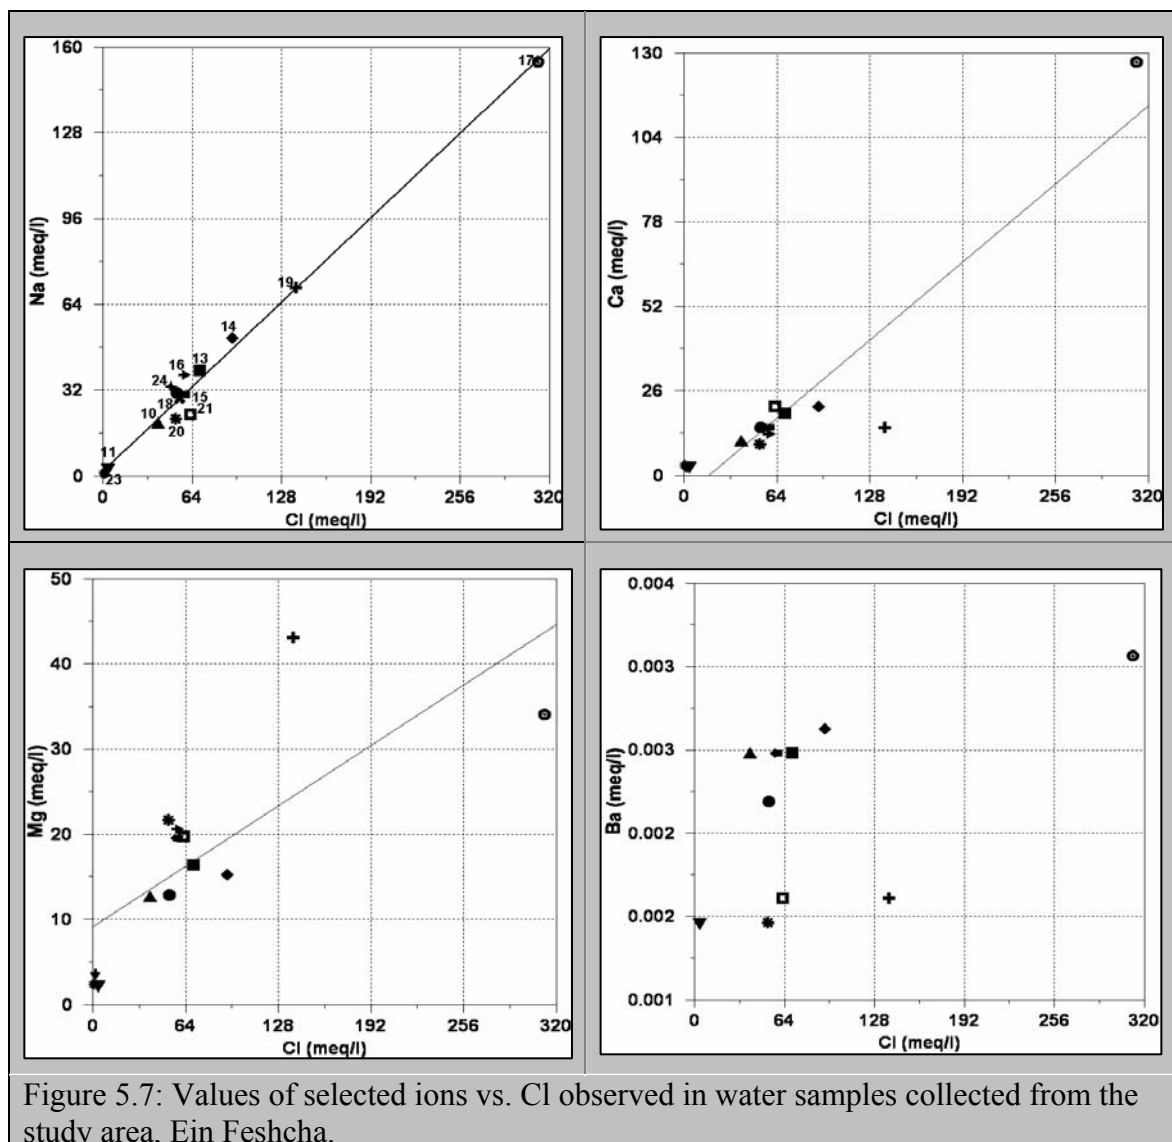 160
128
96
64
32
0
Na (meq/l)
17
19
14
13
16
24
15
18
21
10
20
11
23
0 64 128 192 256 320
Cl (meq/l)
130
104
78
52
26
0
Ca (meq/l)
0 64 128 192 256 320
Cl (meq/l)
50
40
30
20
10
0
Mg (meq/l)
0 64 128 192 256 320
Cl (meq/l)
0.004
0.003
0.003
0.002
0.002
0.001
Ba (meq/l)
0 64 128 192 256 320
Cl (meq/l)
Figure 5.7: Values of selected ions vs. Cl observed in water samples collected from the
study area, Ein Feshcha.